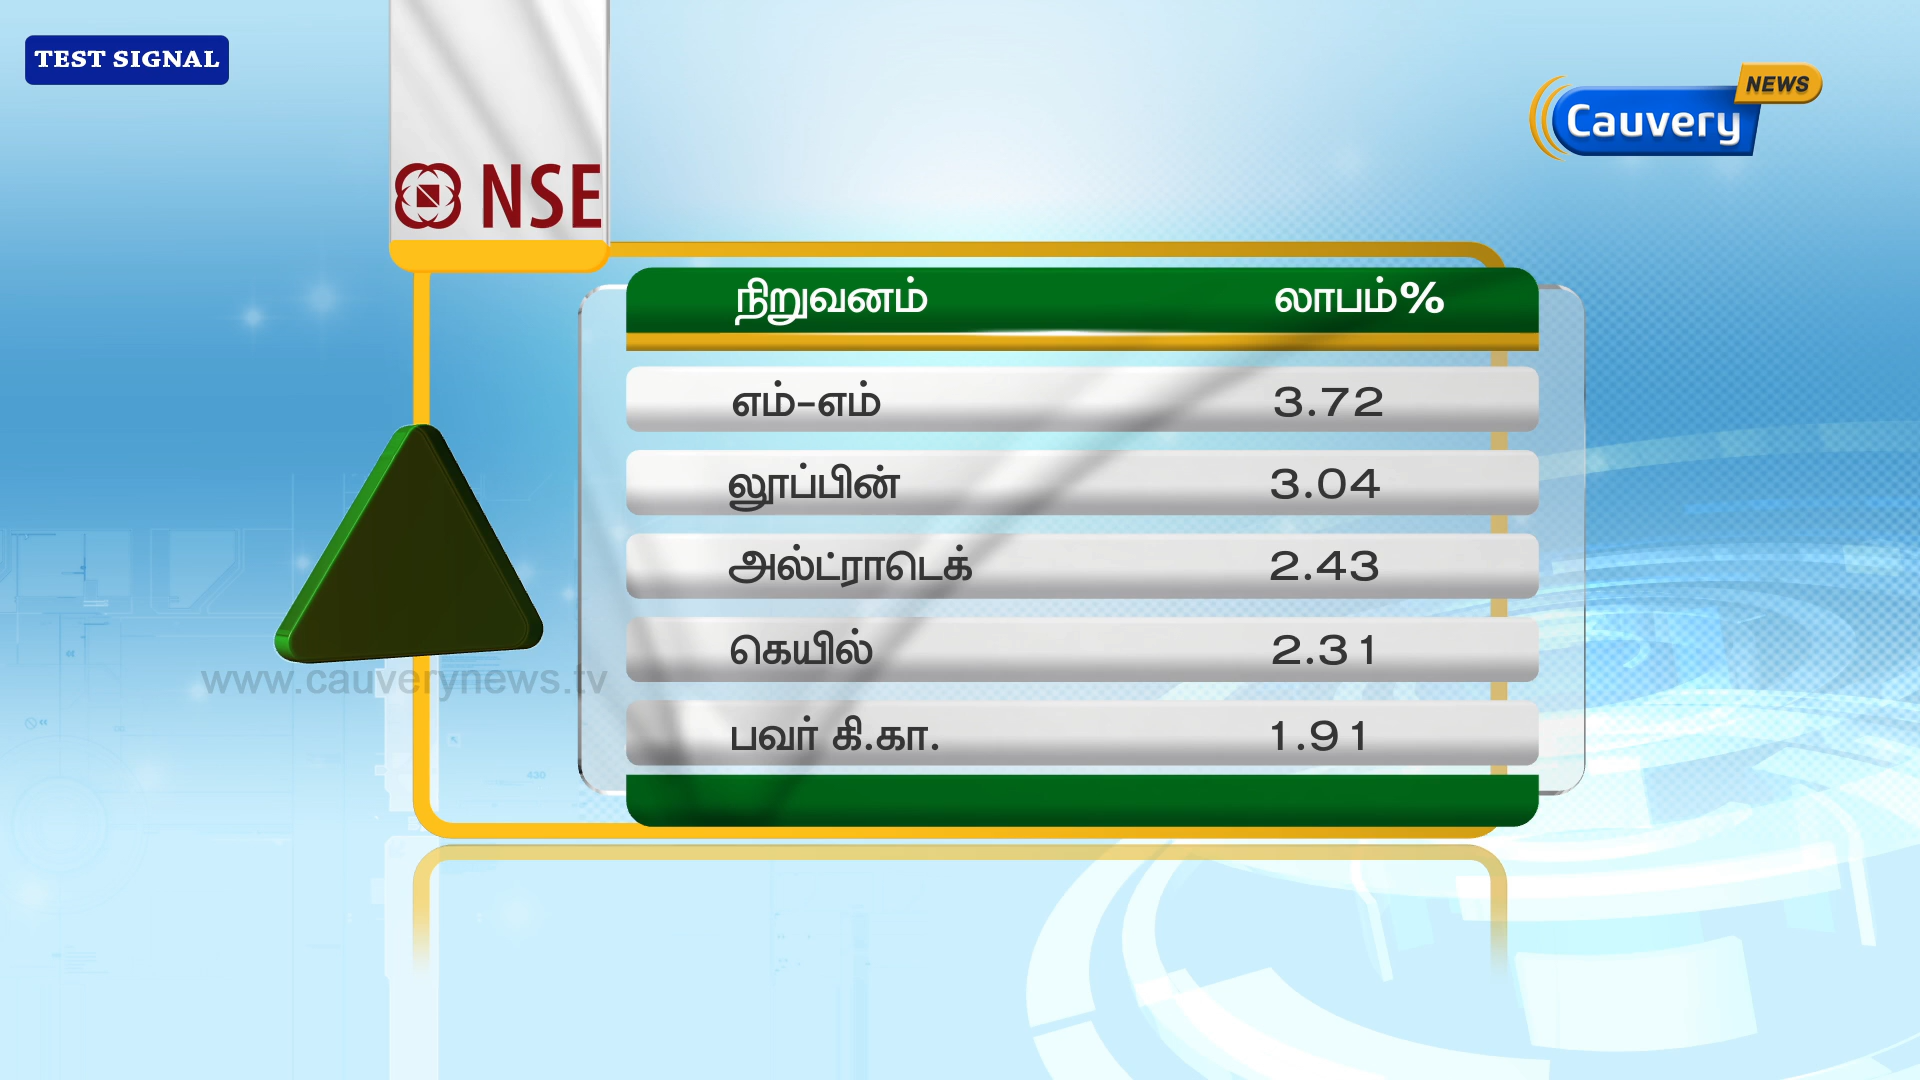 TEST SIGNAL
Cauvery NEWS
NSE
நிறுவனம் லாபம்%
எம்-எம் 3.72
லூப்பின் 3.04
அல்ட்ராடெக் 2.43
கெயில் 2.31
பவர் கி.கா. 1.91
www.cauverynews.tv